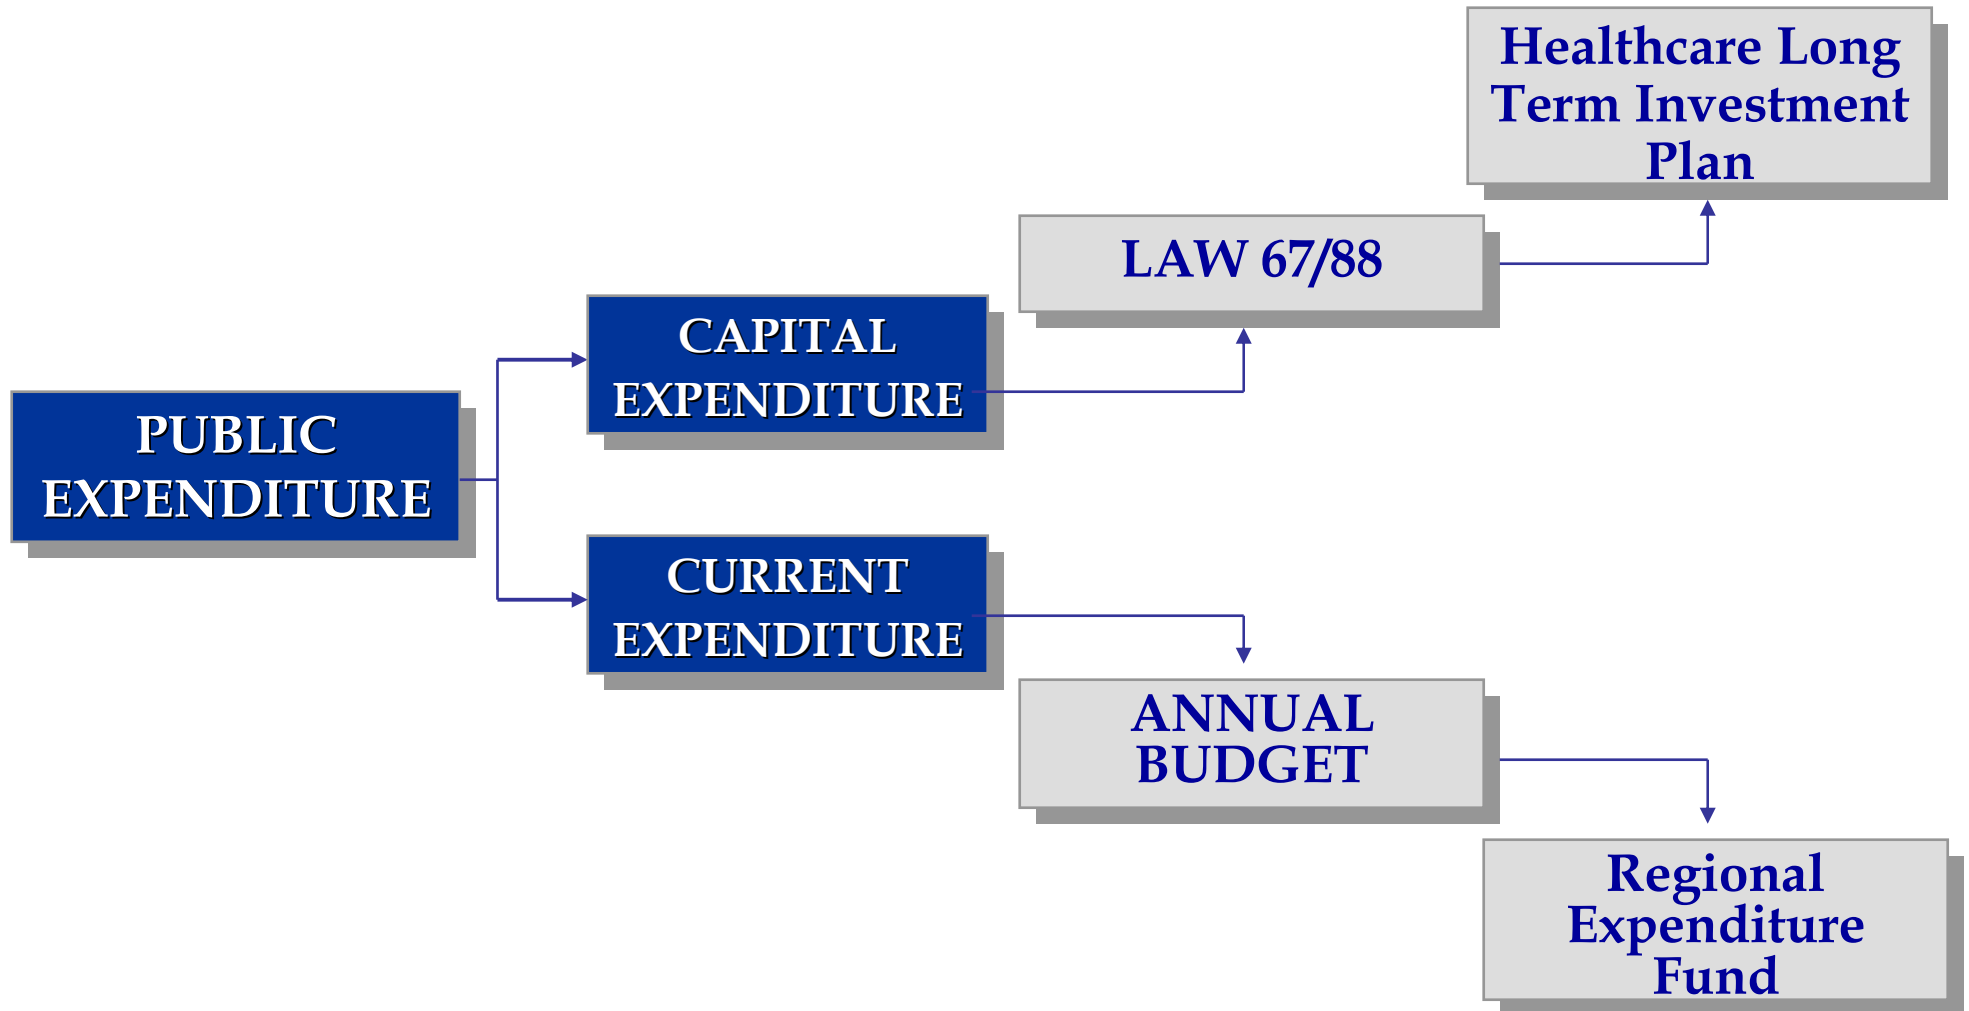 Healthcare Long
Term Investment
Plan
LAW 67/88
CAPITAL
EXPENDITURE
PUBLIC
EXPENDITURE
CURRENT
EXPENDITURE
ANNUAL
BUDGET
Regional
Expenditure
Fund